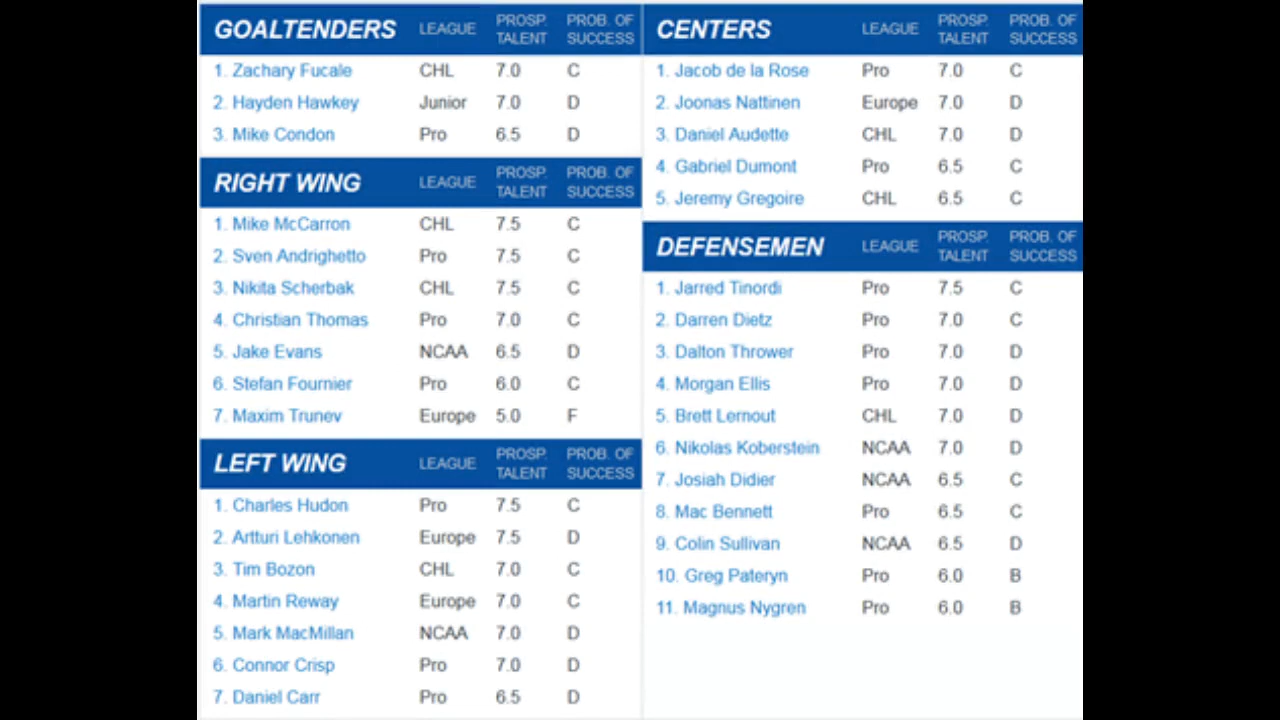 GOALTENDERS LEAGUE PROSP. TALENT PROB. OF SUCCESS
1. Zachary Fucale CHL 7.0 C
2. Hayden Hawkey Junior 7.0 D
3. Mike Condon Pro 6.5 D
RIGHT WING LEAGUE PROSP. TALENT PROB. OF SUCCESS
1. Mike McCarron CHL 7.5 C
2. Sven Andrighetto Pro 7.5 C
3. Nikita Scherbak CHL 7.5 C
4. Christian Thomas Pro 7.0 C
5. Jake Evans NCAA 6.5 D
6. Stefan Fournier Pro 6.0 C
7. Maxim Trunev Europe 5.0 F
LEFT WING LEAGUE PROSP. TALENT PROB. OF SUCCESS
1. Charles Hudon Pro 7.5 C
2. Artturi Lehkonen Europe 7.5 D
3. Tim Bozon CHL 7.0 C
4. Martin Reway Europe 7.0 C
5. Mark MacMillan NCAA 7.0 D
6. Connor Crisp Pro 7.0 D
7. Daniel Carr Pro 6.5 D
CENTERS LEAGUE PROSP. TALENT PROB. OF SUCCESS
1. Jacob de la Rose Pro 7.0 C
2. Joonas Nattinen Europe 7.0 D
3. Daniel Audette CHL 7.0 D
4. Gabriel Dumont Pro 6.5 C
5. Jeremy Gregoire CHL 6.5 C
DEFENSEMEN LEAGUE PROSP. TALENT PROB. OF SUCCESS
1. Jarred Tinordi Pro 7.5 C
2. Darren Dietz Pro 7.0 C
3. Dalton Thrower Pro 7.0 D
4. Morgan Ellis Pro 7.0 D
5. Brett Lernout CHL 7.0 D
6. Nikolas Koberstein NCAA 7.0 D
7. Josiah Didier NCAA 6.5 C
8. Mac Bennett Pro 6.5 C
9. Colin Sullivan NCAA 6.5 D
10. Greg Pateryn Pro 6.0 B
11. Magnus Nygren Pro 6.0 B